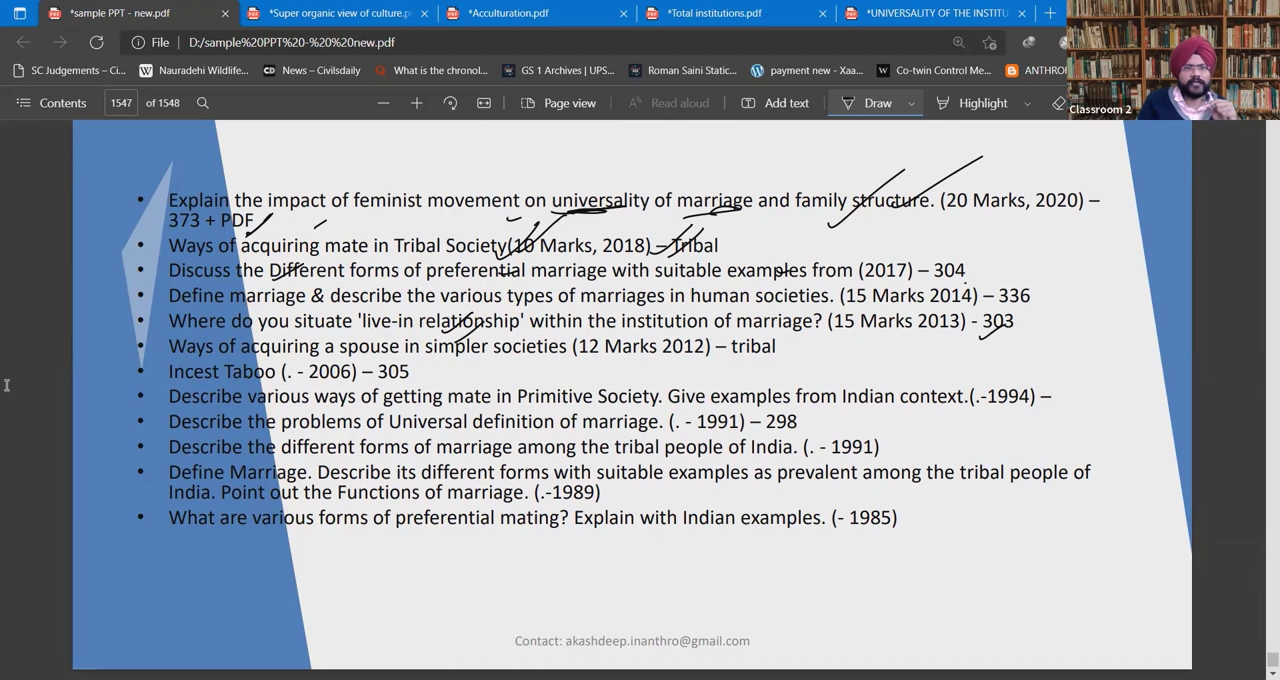 *sample PPT - new.pdf
*Super organic view of culture.p
*Acculturation.pdf
*Total institutions.pdf
*UNIVERSALITY OF THE INSTITU
File D:/sample%20PPT%20-%20%20new.pdf
SC Judgements – Ci...
Nauradehi Wildlife...
News – Civilsdaily
What is the chronol...
GS 1 Archives | UPS...
Roman Saini Static...
payment new - Xaa...
Co-twin Control Me...
ANTHRO
Classroom 2
Contents 1547 of 1548 Page view Read aloud Add text Draw Highlight
• Explain the impact of feminist movement on universality of marriage and family structure. (20 Marks, 2020) –
373 + PDF
• Ways of acquiring mate in Tribal Society(10 Marks, 2018) – Tribal
• Discuss the Different forms of preferential marriage with suitable examples from (2017) – 304
• Define marriage & describe the various types of marriages in human societies. (15 Marks 2014) – 336
• Where do you situate 'live-in relationship' within the institution of marriage? (15 Marks 2013) - 303
• Ways of acquiring a spouse in simpler societies (12 Marks 2012) – tribal
• Incest Taboo (. - 2006) – 305
• Describe various ways of getting mate in Primitive Society. Give examples from Indian context.(.-1994) –
• Describe the problems of Universal definition of marriage. (. - 1991) – 298
• Describe the different forms of marriage among the tribal people of India. (. - 1991)
• Define Marriage. Describe its different forms with suitable examples as prevalent among the tribal people of
India. Point out the Functions of marriage. (.-1989)
• What are various forms of preferential mating? Explain with Indian examples. (- 1985)
Contact: akashdeep.inanthro@gmail.com